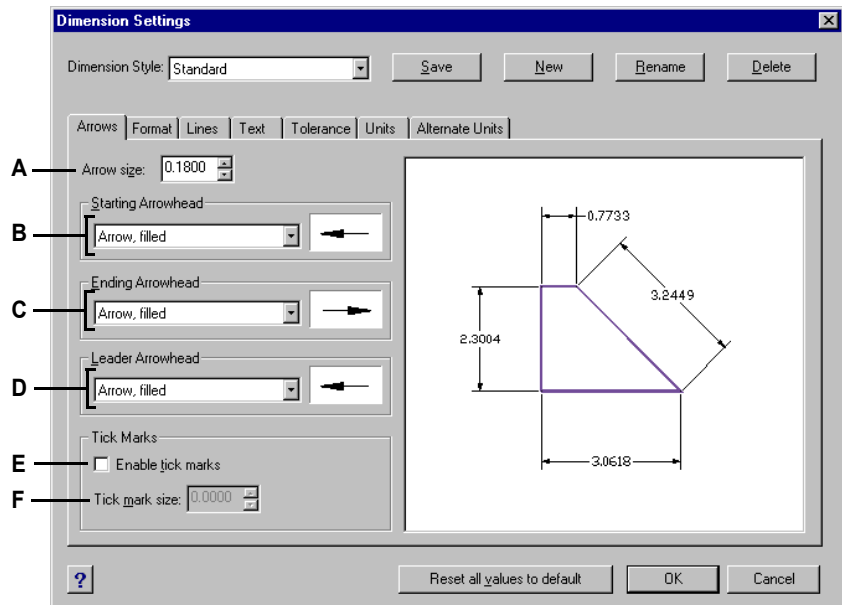 Dimension Settings
Dimension Style: Standard Save New Rename Delete
Arrows Format Lines Text Tolerance Units Alternate Units
A Arrow size: 0.1800
Starting Arrowhead
B Arrow, filled
Ending Arrowhead
C Arrow, filled
Leader Arrowhead
D Arrow, filled
Tick Marks
E Enable tick marks
F Tick mark size: 0.0000
0.7733
3.2449
2.3004
3.0618
? Reset all values to default OK Cancel